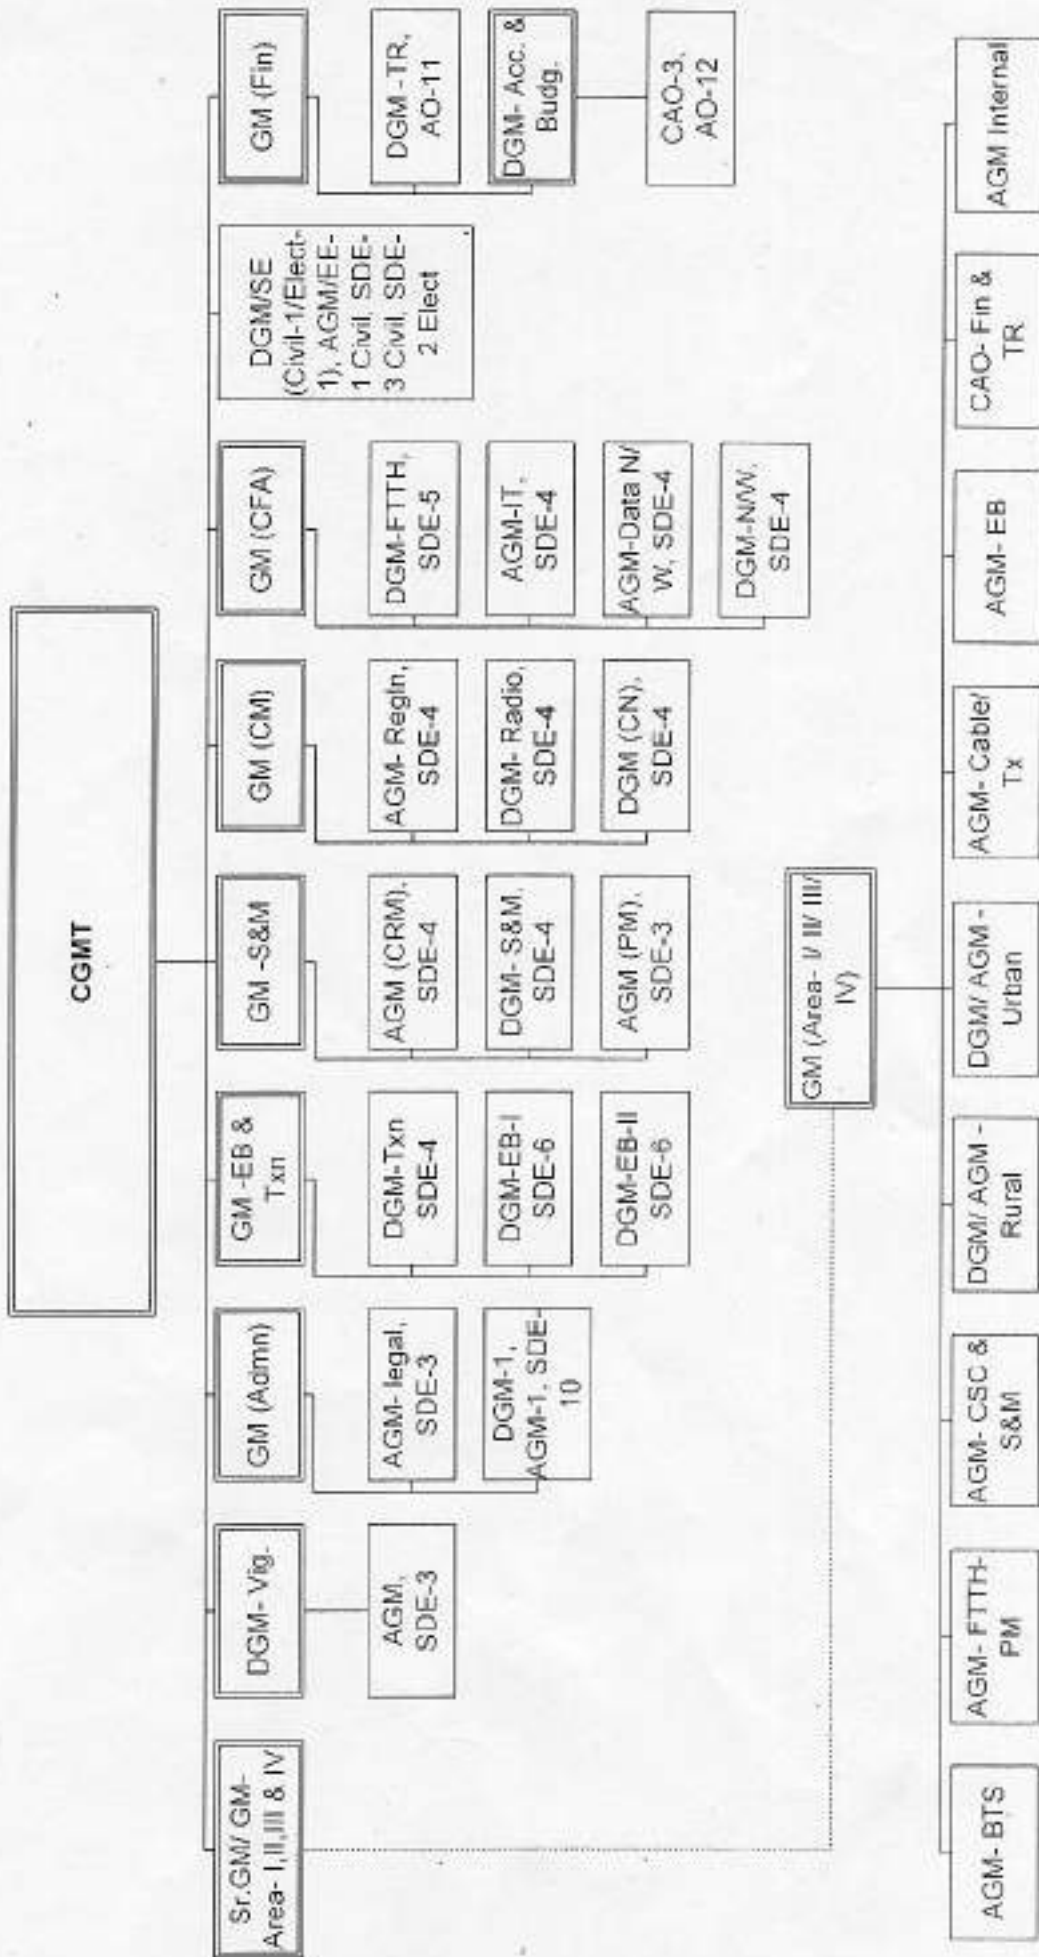 CGMT
Sr.GM/ GM-
Area- I,II,III & IV
DGM- Vig.
AGM,
SDE-3
GM (Admn)
AGM- legal,
SDE-3
DGM-1,
AGM-1, SDE-
10
GM -EB &
Txn
DGM-Txn
SDE-4
DGM-EB-I
SDE-6
DGM-EB-II
SDE-6
GM -S&M
AGM (CRM),
SDE-4
DGM- S&M,
SDE-4
AGM (PM),
SDE-3
GM (CM)
AGM- Regln,
SDE-4
DGM- Radio,
SDE-4
DGM (CN),
SDE-4
GM (CFA)
DGM-FTTH,
SDE-5
AGM-IT,
SDE-4
AGM-Data N/
W, SDE-4
DGM-N/W,
SDE-4
DGM/SE
(Civil-1/Elect-
1), AGM/EE-
1 Civil, SDE-
3 Civil, SDE-
2 Elect
GM (Fin)
DGM -TR,
AO-11
DGM- Acc. &
Budg.
CAO-3,
AO-12
GM (Area- I/ II/ III/
IV)
AGM- BTS
AGM- FTTH-
PM
AGM- CSC &
S&M
DGM/ AGM -
Rural
DGM/ AGM -
Urban
AGM- Cable/
Tx
AGM- EB
CAO- Fin &
TR
AGM Internal